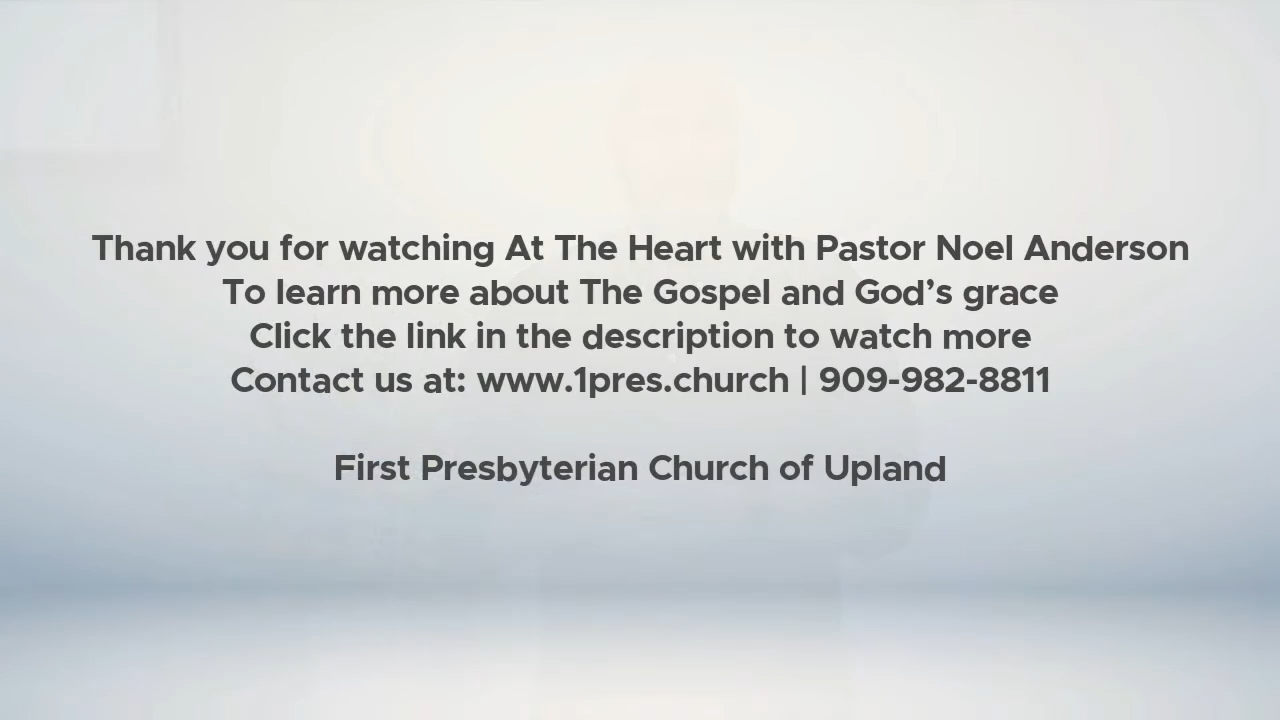 Thank you for watching At The Heart with Pastor Noel Anderson
To learn more about The Gospel and God’s grace
Click the link in the description to watch more
Contact us at: www.1pres.church | 909-982-8811
First Presbyterian Church of Upland